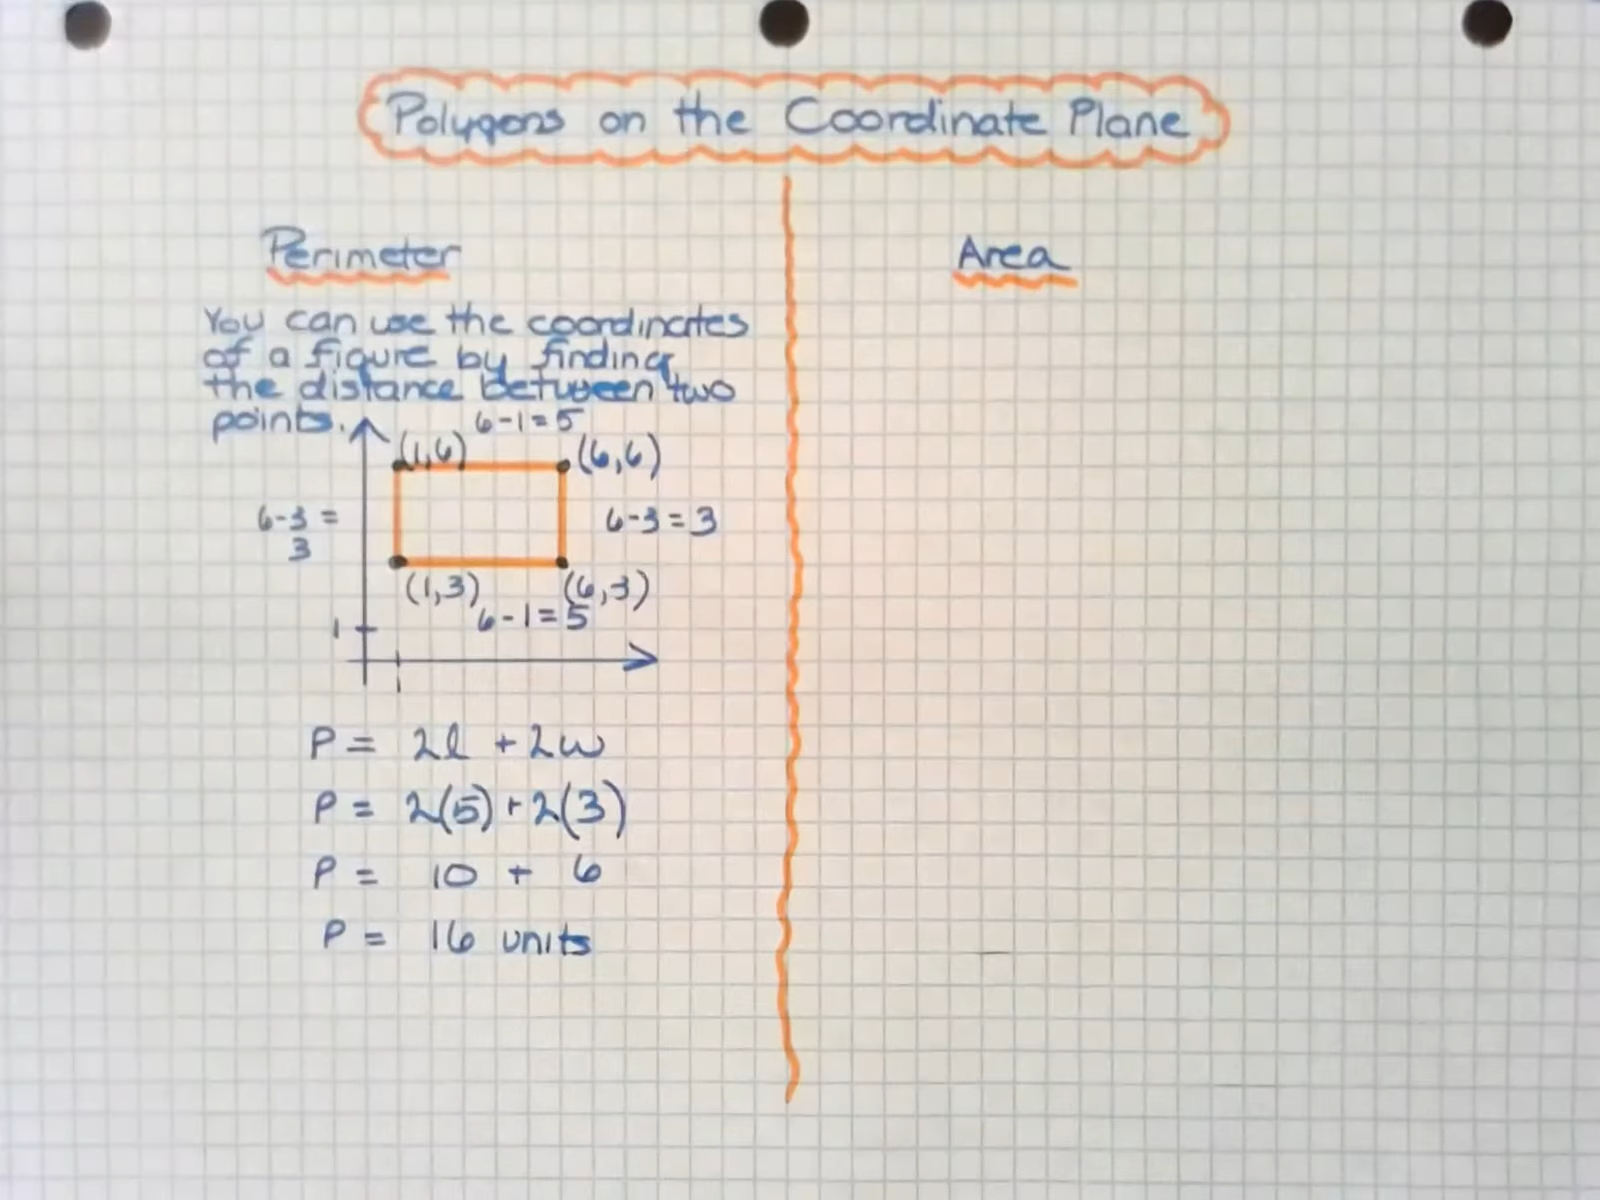 Polygons on the Coordinate Plane
Perimeter
You can use the coordinates
of a figure by finding
the distance between two
points.
6-1=5
(1,6)
(6,6)
6-3=
3
6-3=3
(1,3)
(6,3)
6-1=5
1
1
P= 2l +2w
P= 2(5)+2(3)
P= 10 + 6
P= 16 units
Area